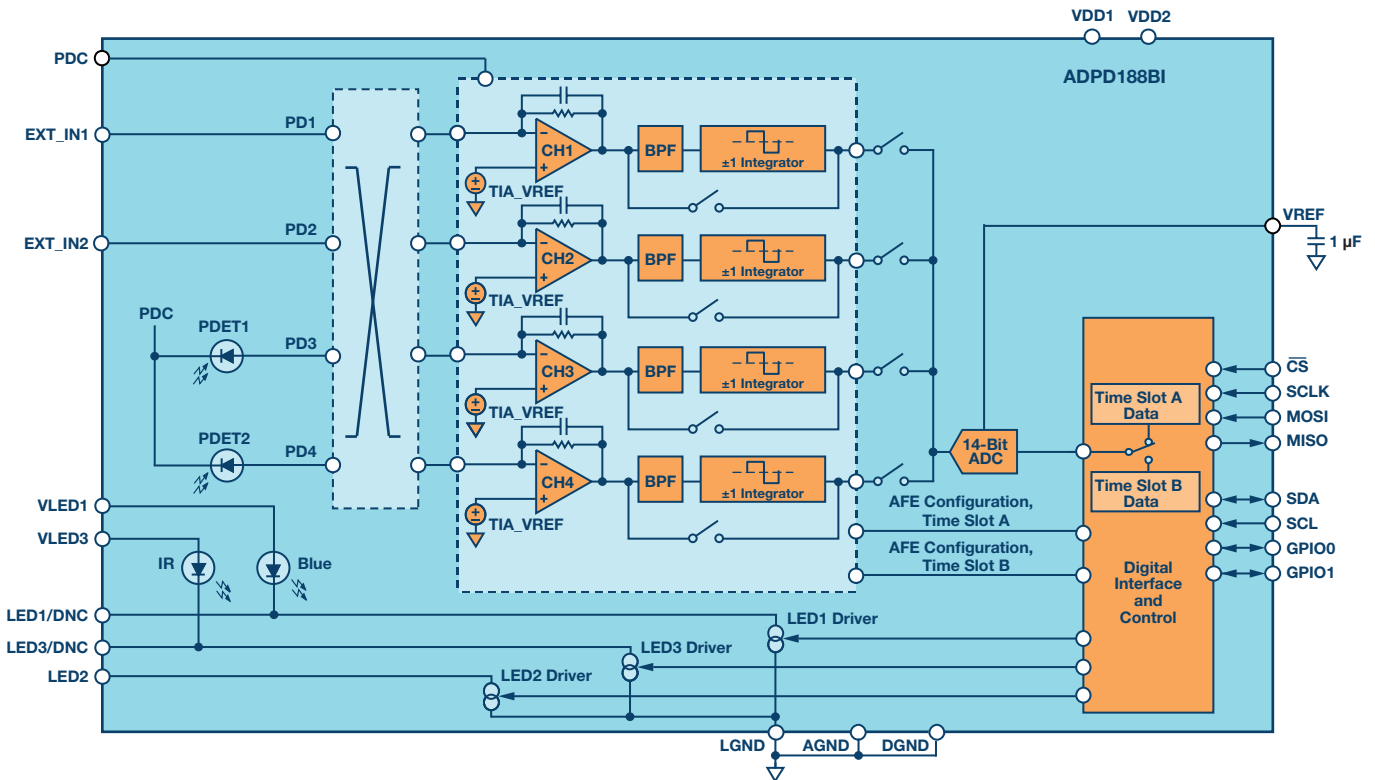 VDD1
VDD2
PDC
ADPD188BI
EXT_IN1
PD1
CH1
BPF
±1 Integrator
TIA_VREF
EXT_IN2
PD2
CH2
BPF
±1 Integrator
TIA_VREF
VREF
1 µF
PDC
PDET1
PD3
CH3
BPF
±1 Integrator
TIA_VREF
PDET2
PD4
CH4
BPF
±1 Integrator
TIA_VREF
14-Bit
ADC
Time Slot A
Data
Time Slot B
Data
CS
SCLK
MOSI
MISO
SDA
SCL
GPIO0
GPIO1
AFE Configuration,
Time Slot A
AFE Configuration,
Time Slot B
Digital
Interface
and
Control
VLED1
VLED3
IR
Blue
LED1/DNC
LED3/DNC
LED2
LED1 Driver
LED3 Driver
LED2 Driver
LGND
AGND
DGND